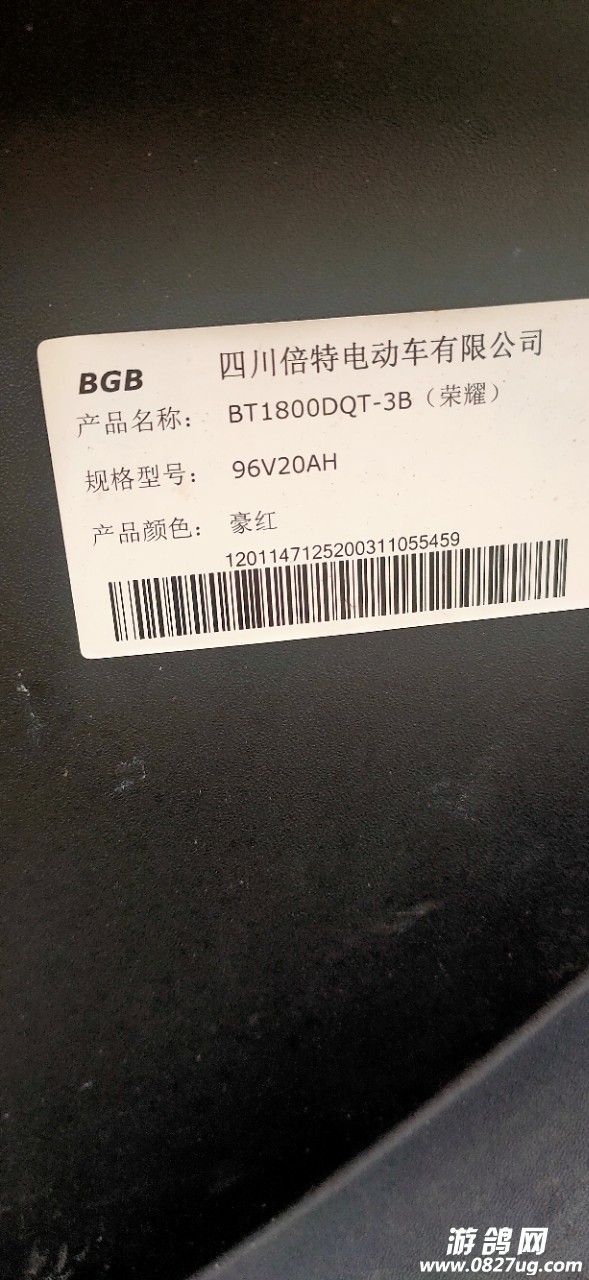 BGB
四川倍特电动车有限公司
产品名称： BT1800DQT-3B（荣耀）
规格型号： 96V20AH
产品颜色： 豪红
1201147125200311055459
游鸽网
www.0827ug.com